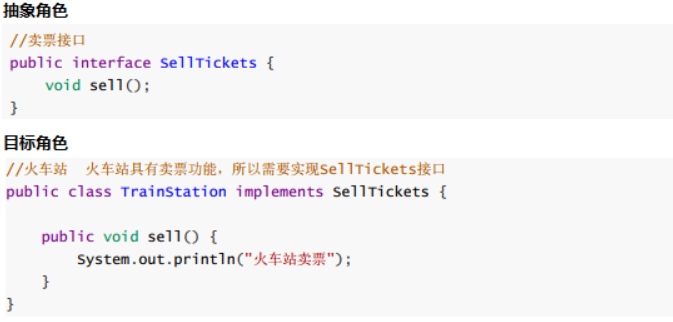 抽象角色
//卖票接口
public interface SellTickets {
    void sell();
}
目标角色
//火车站  火车站具有卖票功能，所以需要实现SellTickets接口
public class TrainStation implements SellTickets {
    public void sell() {
        System.out.println("火车站卖票");
    }
}